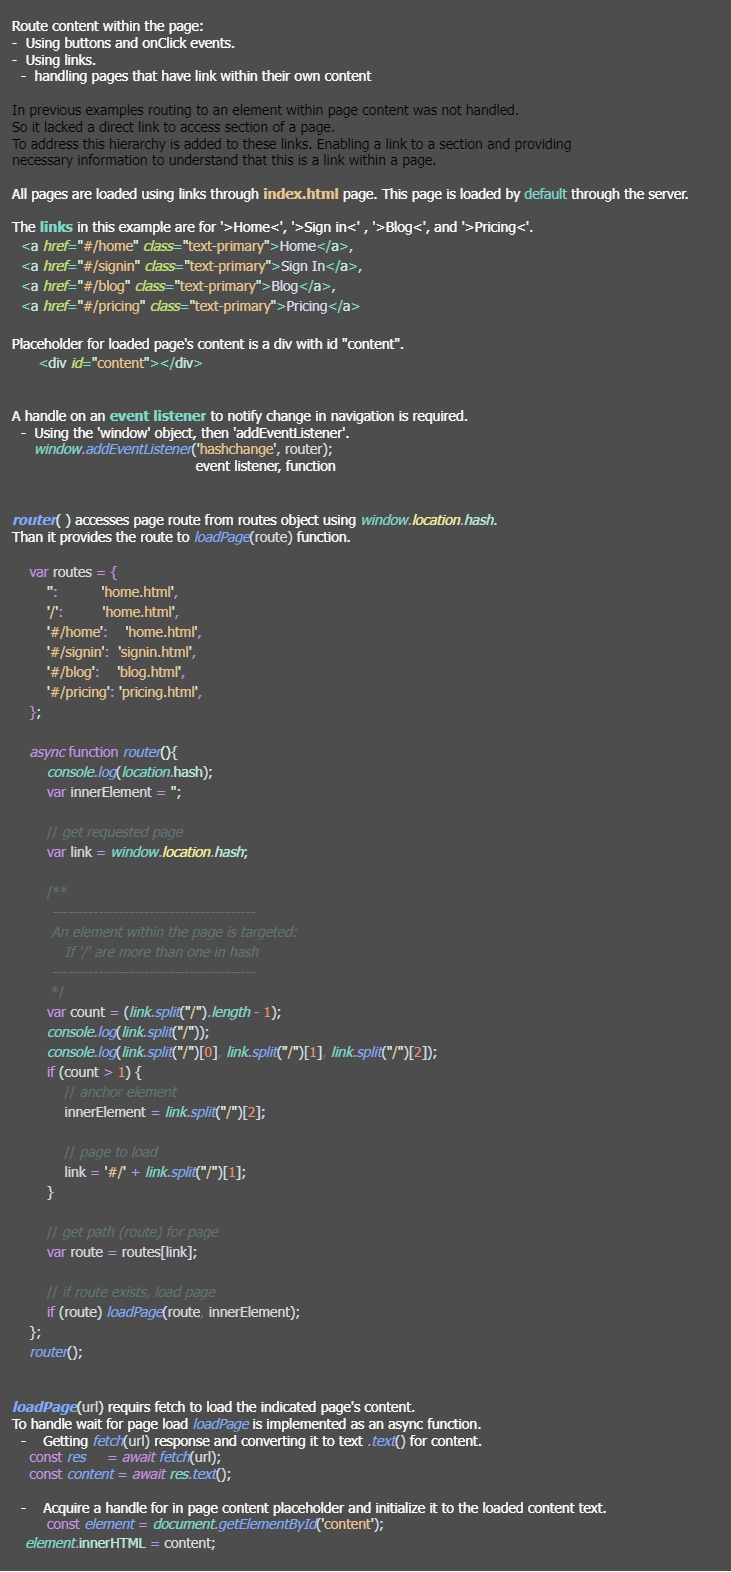 Route content within the page:
- Using buttons and onClick events.
- Using links.
- handling pages that have link within their own content
In previous examples routing to an element within page content was not handled.
So it lacked a direct link to access section of a page.
To address this hierarchy is added to these links. Enabling a link to a section and providing
necessary information to understand that this is a link within a page.
All pages are loaded using links through index.html page. This page is loaded by default through the server.
The links in this example are for '>Home<', '>Sign in<' , '>Blog<', and '>Pricing<'.
<a href="#/home" class="text-primary">Home</a>,
<a href="#/signin" class="text-primary">Sign In</a>,
<a href="#/blog" class="text-primary">Blog</a>,
<a href="#/pricing" class="text-primary">Pricing</a>
Placeholder for loaded page's content is a div with id "content".
<div id="content"></div>
A handle on an event listener to notify change in navigation is required.
- Using the 'window' object, then 'addEventListener'.
window.addEventListener('hashchange', router);
event listener, function
router( ) accesses page route from routes object using window.location.hash.
Than it provides the route to loadPage(route) function.
var routes = {
'': 'home.html',
'/': 'home.html',
'#/home': 'home.html',
'#/signin': 'signin.html',
'#/blog': 'blog.html',
'#/pricing': 'pricing.html',
};
async function router(){
console.log(location.hash);
var innerElement = '';
// get requested page
var link = window.location.hash;
/**
----------------------------------------
An element within the page is targeted:
If '/' are more than one in hash
----------------------------------------
*/
var count = (link.split("/").length - 1);
console.log(link.split("/"));
console.log(link.split("/")[0], link.split("/")[1], link.split("/")[2]);
if (count > 1) {
// anchor element
innerElement = link.split("/")[2];
// page to load
link = '#/' + link.split("/")[1];
}
// get path (route) for page
var route = routes[link];
// if route exists, load page
if (route) loadPage(route, innerElement);
};
router();
loadPage(url) requirs fetch to load the indicated page's content.
To handle wait for page load loadPage is implemented as an async function.
- Getting fetch(url) response and converting it to text .text() for content.
const res = await fetch(url);
const content = await res.text();
- Acquire a handle for in page content placeholder and initialize it to the loaded content text.
const element = document.getElementById('content');
element.innerHTML = content;